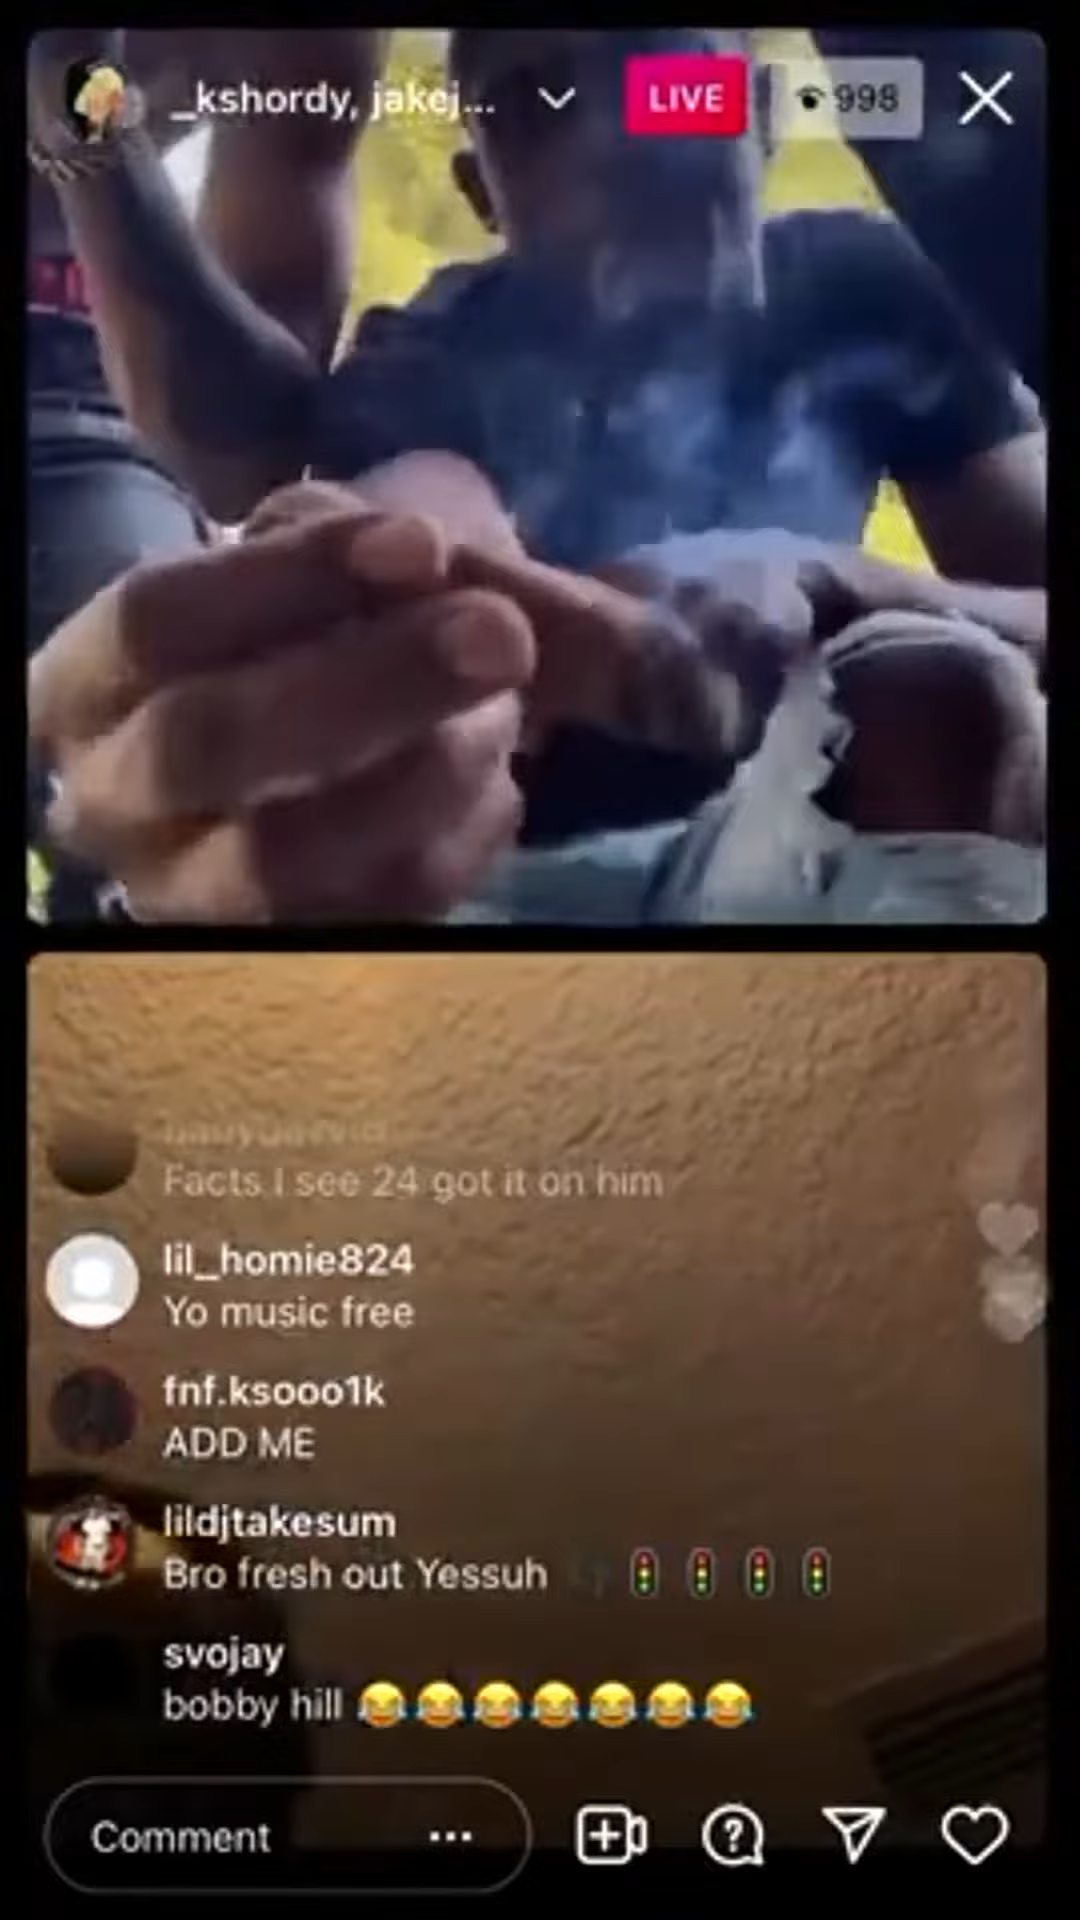 _kshordy, jakej...
LIVE
998
Facts I see 24 got it on him
lil_homie824
Yo music free
fnf.ksooo1k
ADD ME
lildjtakesum
Bro fresh out Yessuh 🚦🚦🚦🚦
svojay
bobby hill 😂😂😂😂😂😂😂
Comment